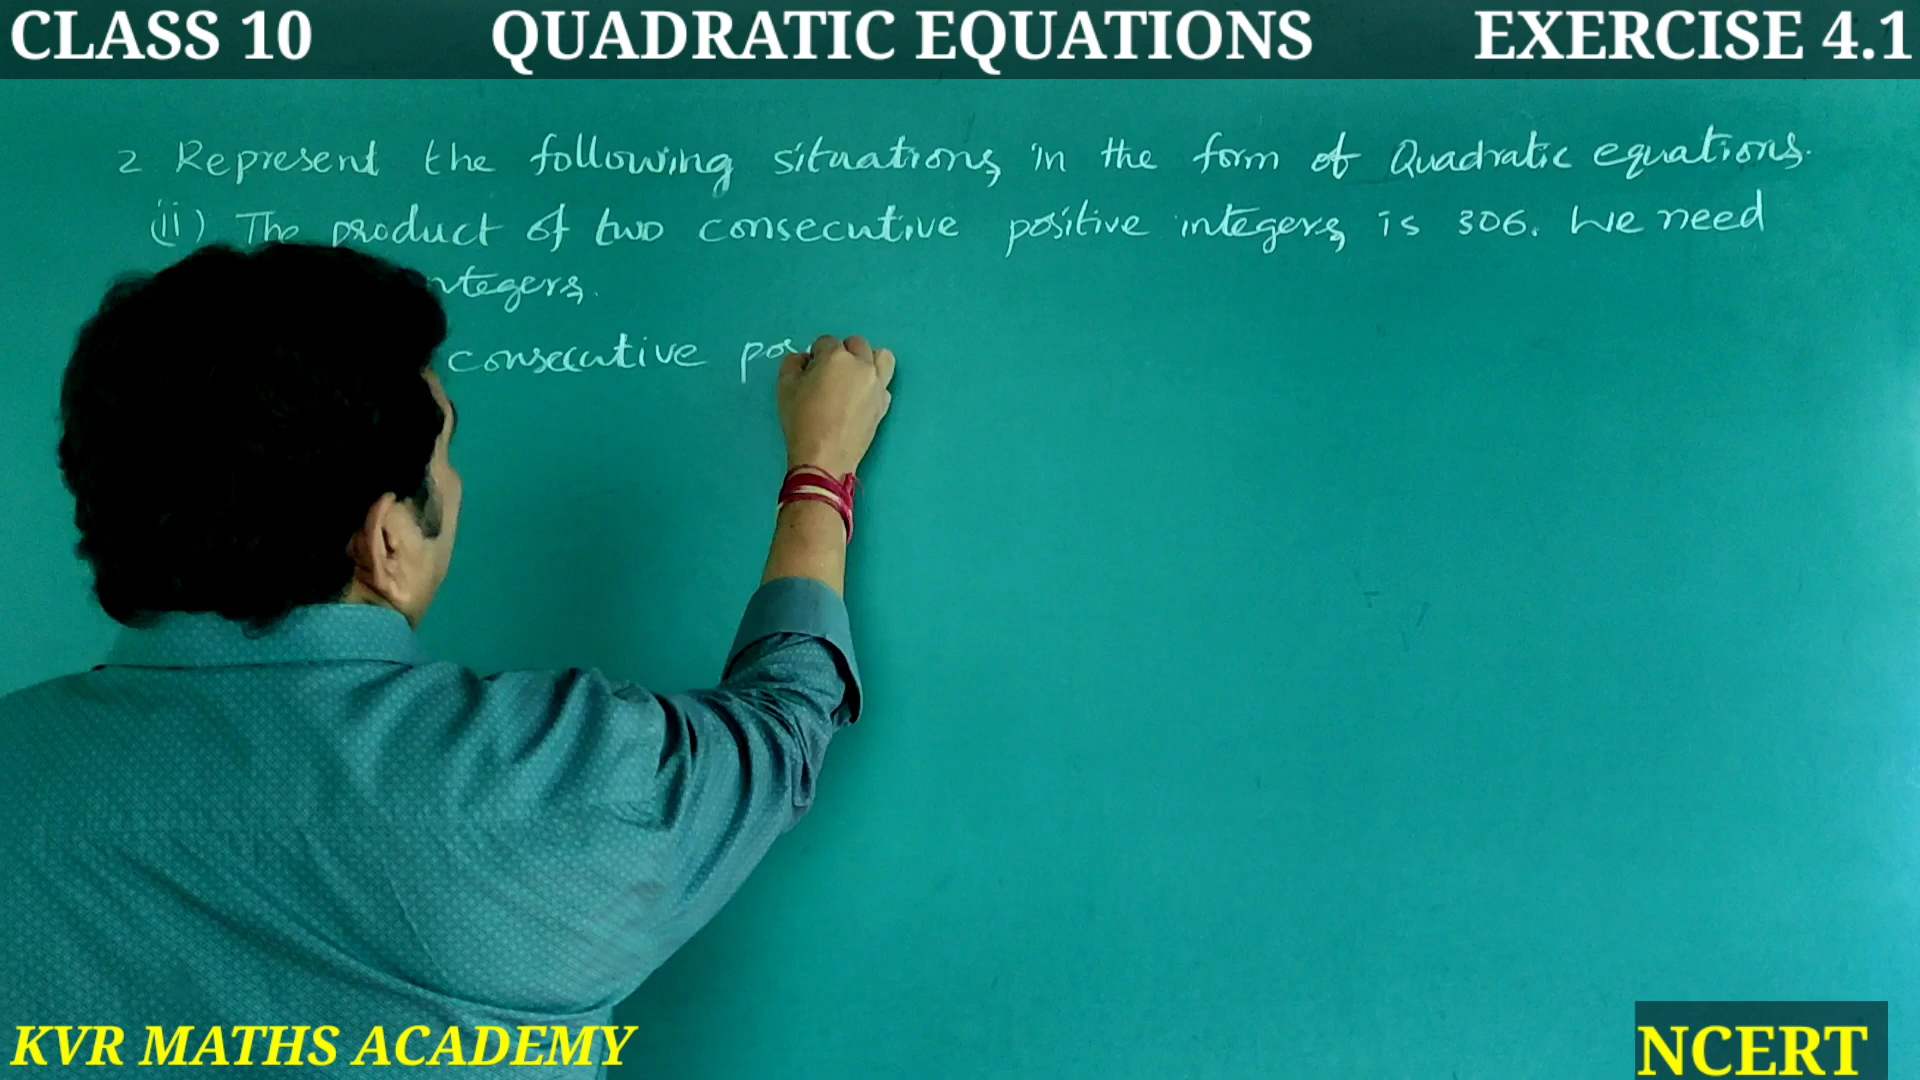 CLASS 10 QUADRATIC EQUATIONS EXERCISE 4.1
2 Represent the following situations in the form of Quadratic equations.
(ii) The product of two consecutive positive integers is 306. We need
consecutive
KVR MATHS ACADEMY
NCERT